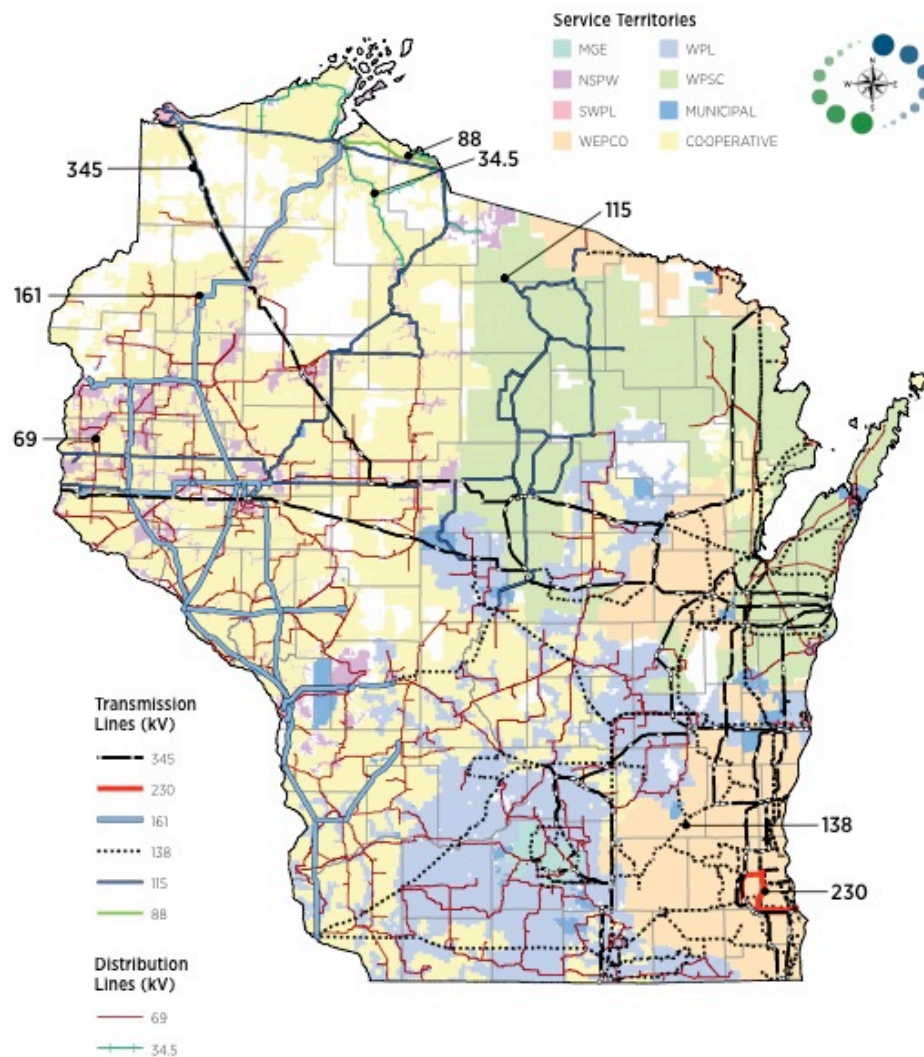 Service Territories
MGE
WPL
NSPW
WPSC
SWPL
MUNICIPAL
WEPCO
COOPERATIVE
N
W
E
S
88
345
34.5
115
161
69
138
230
Transmission
Lines (kV)
345
230
161
138
115
88
Distribution
Lines (kV)
69
34.5